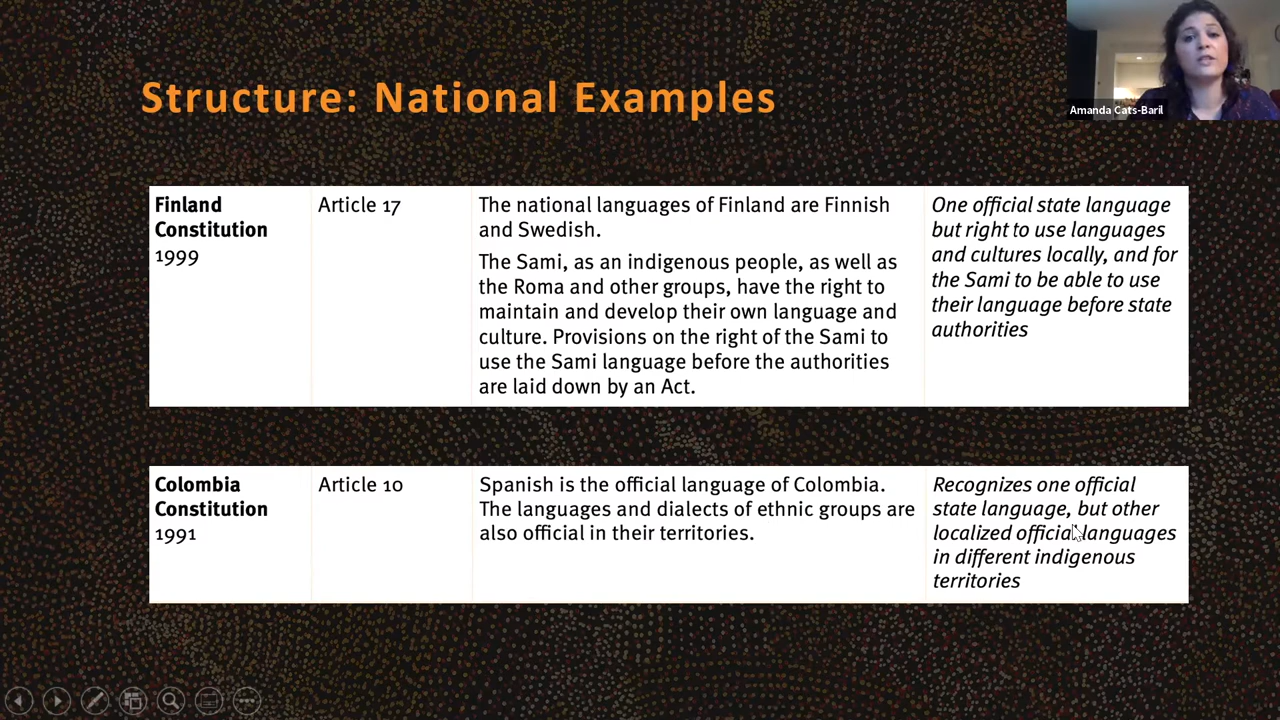 Structure: National Examples
Amanda Cats-Baril
Finland
Constitution
1999
Article 17
The national languages of Finland are Finnish
and Swedish.
The Sami, as an indigenous people, as well as
the Roma and other groups, have the right to
maintain and develop their own language and
culture. Provisions on the right of the Sami to
use the Sami language before the authorities
are laid down by an Act.
One official state language
but right to use languages
and cultures locally, and for
the Sami to be able to use
their language before state
authorities
Colombia
Constitution
1991
Article 10
Spanish is the official language of Colombia.
The languages and dialects of ethnic groups are
also official in their territories.
Recognizes one official
state language, but other
localized official languages
in different indigenous
territories